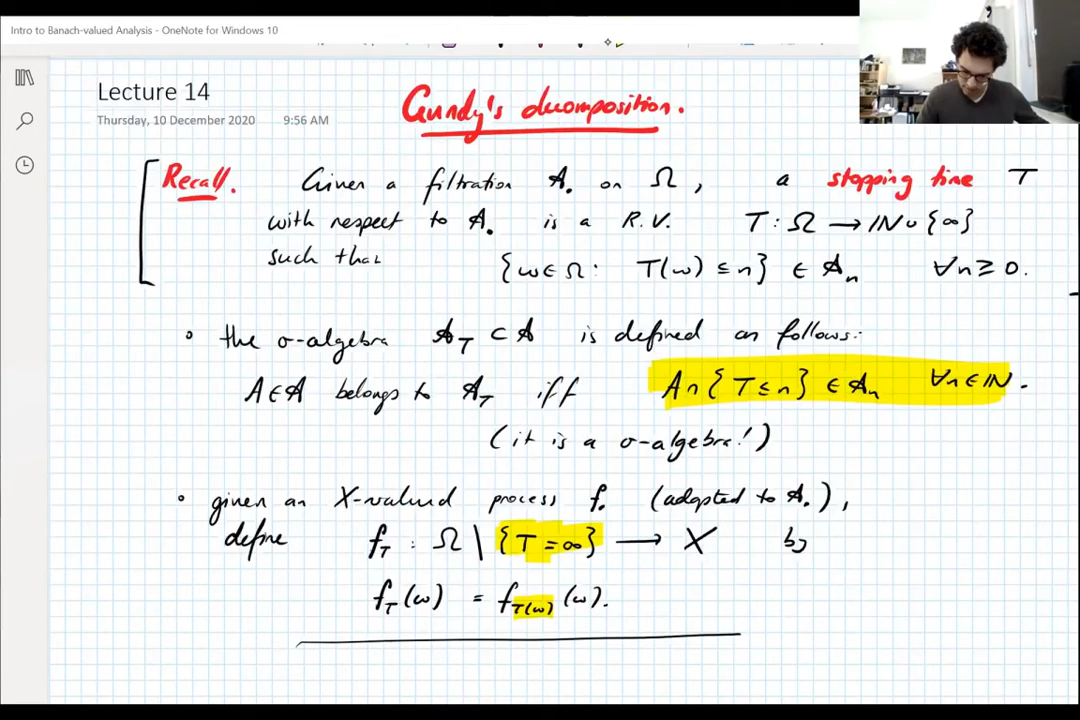 Intro to Banach-valued Analysis - OneNote for Windows 10
Lecture 14
Thursday, 10 December 2020 9:56 AM
Gundy's decomposition.
Recall. Given a filtration 𝒜. on Ω, a stopping time T
with respect to 𝒜. is a R.V. T : Ω → ℕ ∪ {∞}
such that {ω ∈ Ω : T(ω) ≤ n} ∈ 𝒜ₙ ∀n ≥ 0.
• the σ-algebra 𝒜_T ⊂ 𝒜 is defined as follows:
A ∈ 𝒜 belongs to 𝒜_T iff A ∩ {T ≤ n} ∈ 𝒜ₙ ∀n ∈ ℕ.
(it is a σ-algebra!)
• given an X-valued process f. (adapted to 𝒜.),
define f_T : Ω \ {T = ∞} → X by
f_T(ω) = f_{T(ω)}(ω).